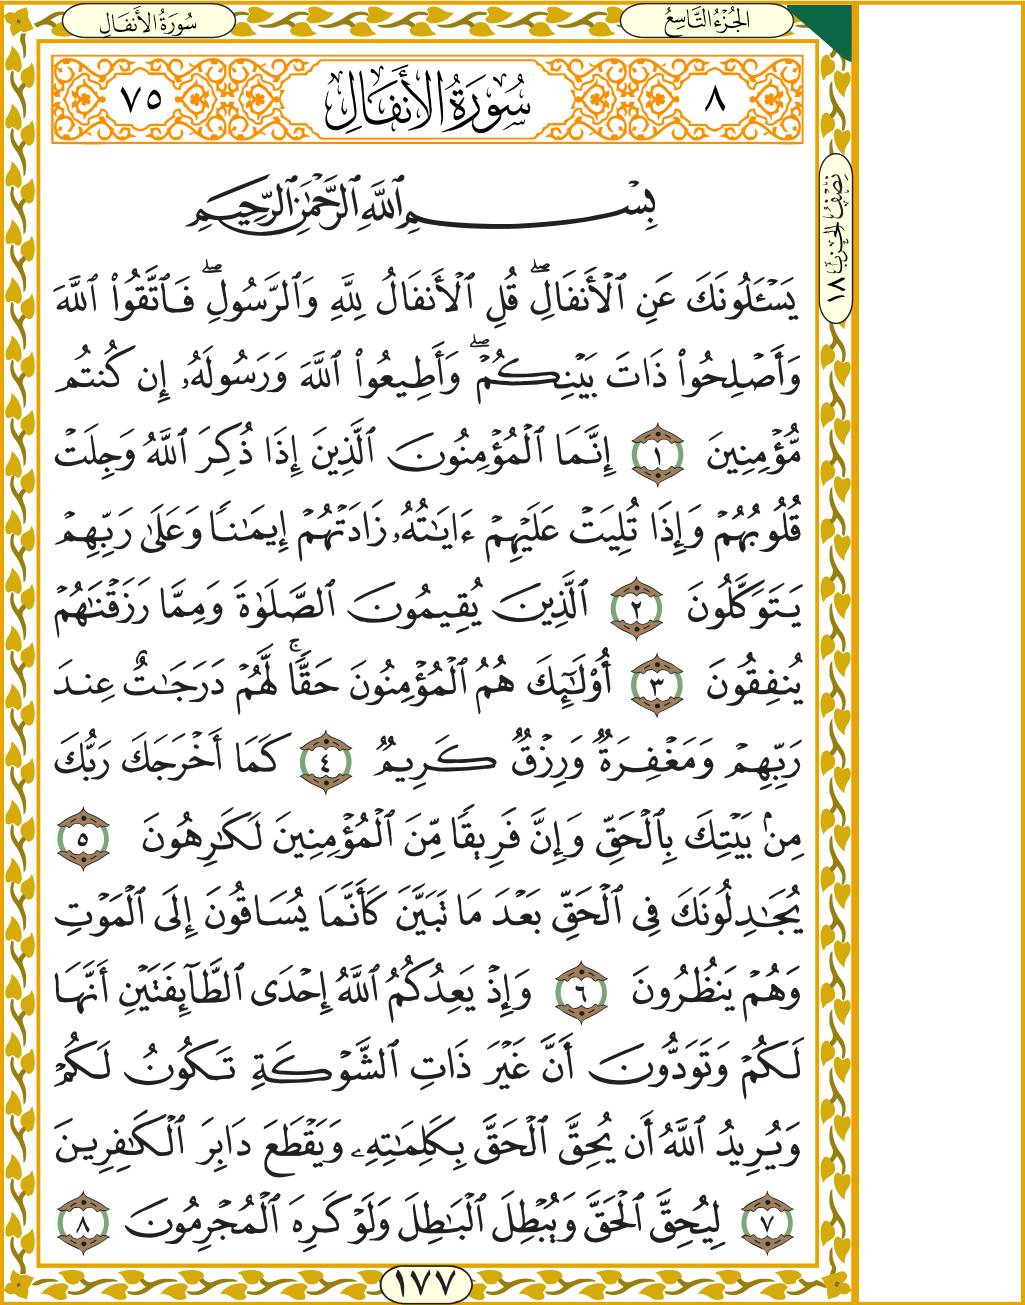 الجُزْءُ التَّاسِعُ
سُورَةُ الأَنفَالِ
٨
سُورَةُ الأَنفَالِ
٧٥
نِصْفُ الحِزْبِ ١٨
بِسْمِ ٱللَّهِ ٱلرَّحْمَٰنِ ٱلرَّحِيمِ
يَسْـَٔلُونَكَ عَنِ ٱلْأَنفَالِۖ قُلِ ٱلْأَنفَالُ لِلَّهِ وَٱلرَّسُولِۖ فَٱتَّقُوا۟ ٱللَّهَ
وَأَصْلِحُوا۟ ذَاتَ بَيْنِكُمْۖ وَأَطِيعُوا۟ ٱللَّهَ وَرَسُولَهُۥٓ إِن كُنتُم
مُّؤْمِنِينَ ١ إِنَّمَا ٱلْمُؤْمِنُونَ ٱلَّذِينَ إِذَا ذُكِرَ ٱللَّهُ وَجِلَتْ
قُلُوبُهُمْ وَإِذَا تُلِيَتْ عَلَيْهِمْ ءَايَٰتُهُۥ زَادَتْهُمْ إِيمَٰنًا وَعَلَىٰ رَبِّهِمْ
يَتَوَكَّلُونَ ٢ ٱلَّذِينَ يُقِيمُونَ ٱلصَّلَوٰةَ وَمِمَّا رَزَقْنَٰهُمْ
يُنفِقُونَ ٣ أُو۟لَٰٓئِكَ هُمُ ٱلْمُؤْمِنُونَ حَقًّاۚ لَّهُمْ دَرَجَٰتٌ عِندَ
رَبِّهِمْ وَمَغْفِرَةٌ وَرِزْقٌ كَرِيمٌ ٤ كَمَآ أَخْرَجَكَ رَبُّكَ
مِنۢ بَيْتِكَ بِٱلْحَقِّ وَإِنَّ فَرِيقًا مِّنَ ٱلْمُؤْمِنِينَ لَكَٰرِهُونَ ٥
يُجَٰدِلُونَكَ فِى ٱلْحَقِّ بَعْدَ مَا تَبَيَّنَ كَأَنَّمَا يُسَاقُونَ إِلَى ٱلْمَوْتِ
وَهُمْ يَنظُرُونَ ٦ وَإِذْ يَعِدُكُمُ ٱللَّهُ إِحْدَى ٱلطَّآئِفَتَيْنِ أَنَّهَا
لَكُمْ وَتَوَدُّونَ أَنَّ غَيْرَ ذَاتِ ٱلشَّوْكَةِ تَكُونُ لَكُمْ
وَيُرِيدُ ٱللَّهُ أَن يُحِقَّ ٱلْحَقَّ بِكَلِمَٰتِهِۦ وَيَقْطَعَ دَابِرَ ٱلْكَٰفِرِينَ
٧ لِيُحِقَّ ٱلْحَقَّ وَيُبْطِلَ ٱلْبَٰطِلَ وَلَوْ كَرِهَ ٱلْمُجْرِمُونَ ٨
١٧٧